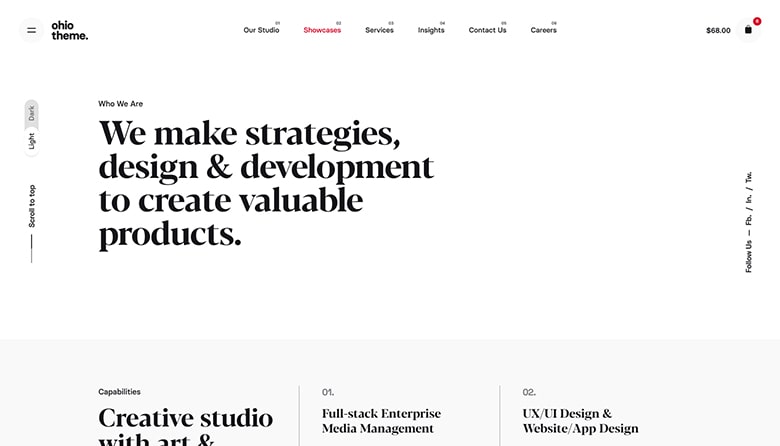 ohio
theme.
01
Our Studio
02
Showcases
03
Services
04
Insights
05
Contact Us
06
Careers
$68.00
Dark
Light
Scroll to top
Who We Are
We make strategies,
design & development
to create valuable
products.
Follow Us — Fb. / In. / Tw.
Capabilities
Creative studio
with art &
01.
Full-stack Enterprise
Media Management
02.
UX/UI Design &
Website/App Design